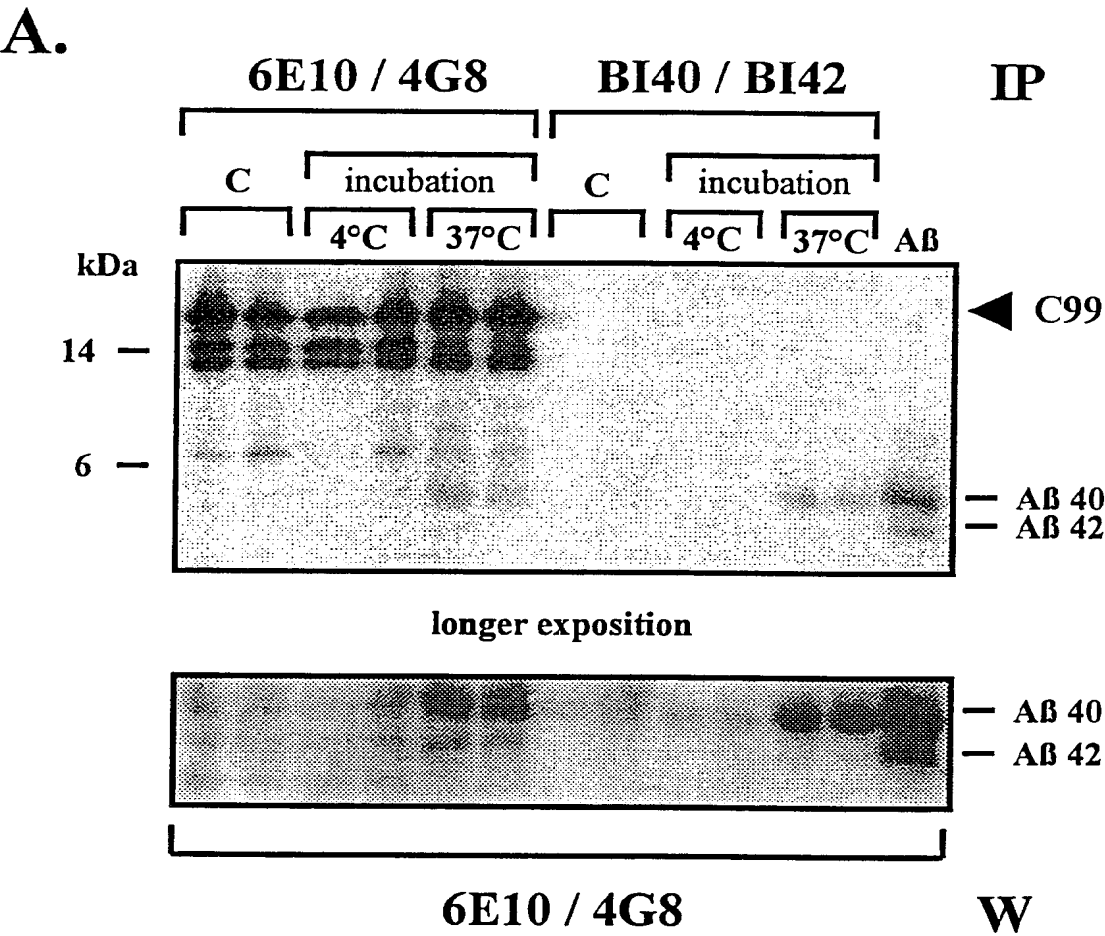 A.
6E10 / 4G8 BI40 / BI42 IP
C incubation C incubation
4°C 37°C 4°C 37°C Aß
kDa
C99
14
6
Aß 40
Aß 42
longer exposition
Aß 40
Aß 42
6E10 / 4G8 W